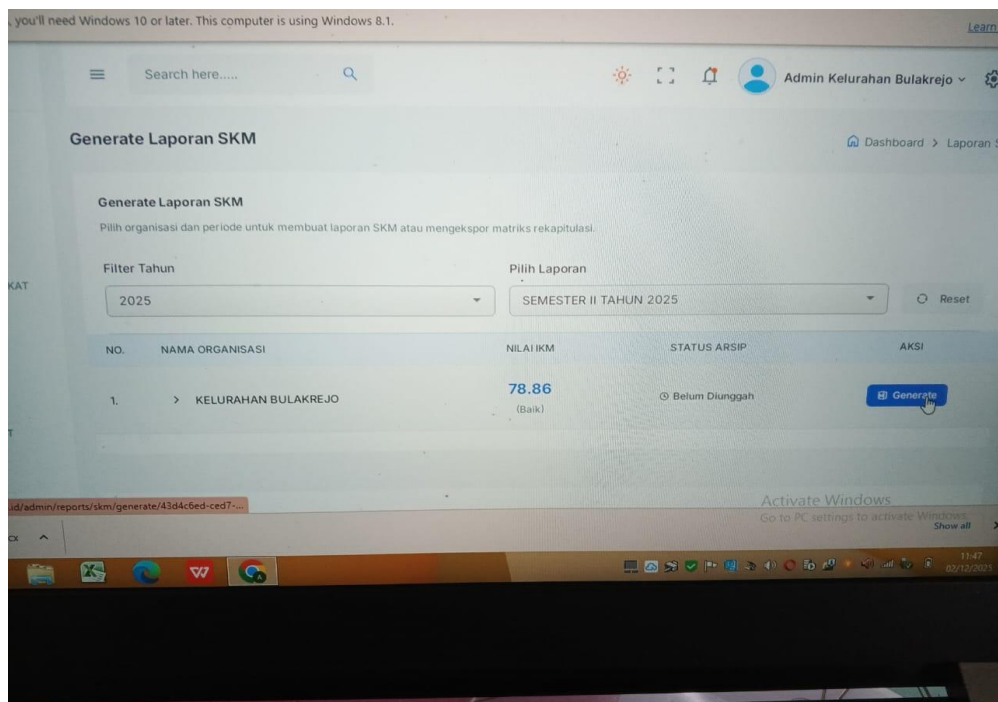 you'll need Windows 10 or later. This computer is using Windows 8.1.
Learn
Search here.....
Admin Kelurahan Bulakrejo
Generate Laporan SKM
Dashboard > Laporan
Generate Laporan SKM
Pilih organisasi dan periode untuk membuat laporan SKM atau mengekspor matriks rekapitulasi.
Filter Tahun
Pilih Laporan
KAT
2025
SEMESTER II TAHUN 2025
Reset
NO. NAMA ORGANISASI NILAI IKM STATUS ARSIP AKSI
1. > KELURAHAN BULAKREJO 78.86 Belum Diunggah Generate
(Baik)
T
.id/admin/reports/skm/generate/43d4c6ed-ced7-...
Activate Windows
Go to PC settings to activate Windows.
Show all
cx
11:47
02/12/2025